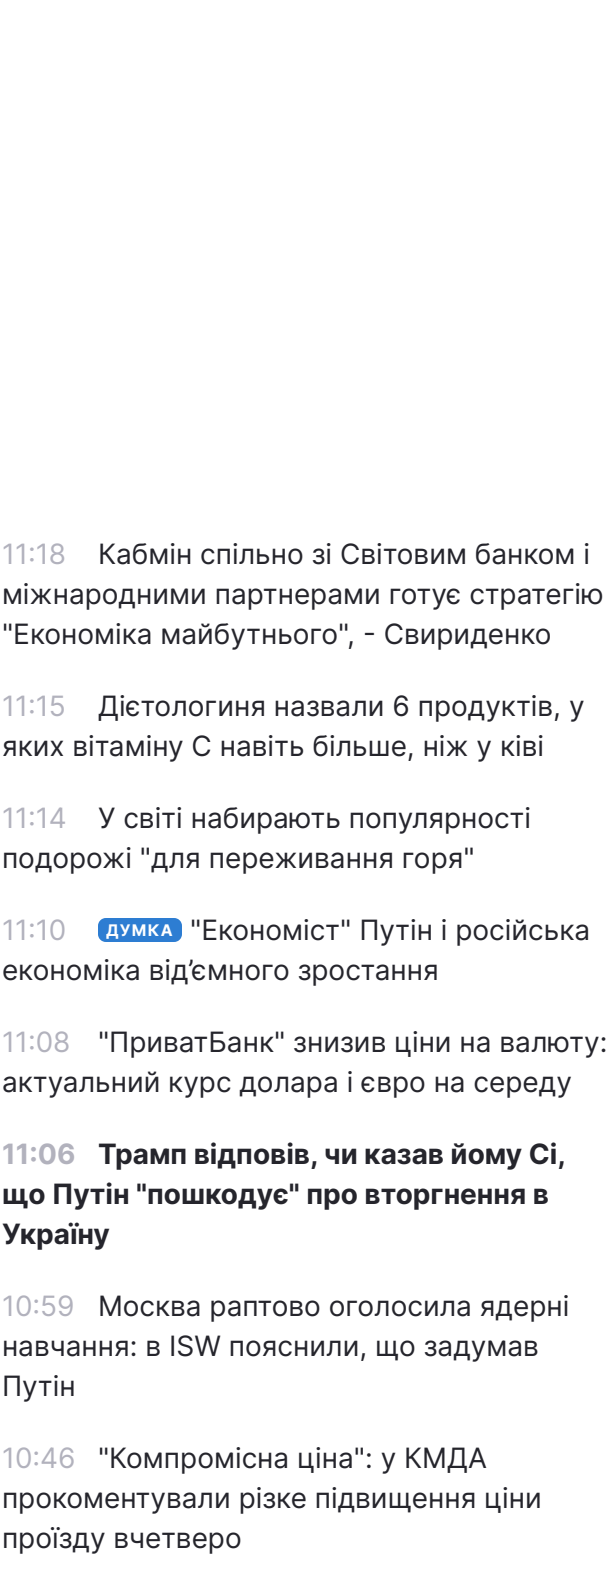 11:18 Кабмін спільно зі Світовим банком і
міжнародними партнерами готує стратегію
"Економіка майбутнього", - Свириденко
11:15 Дієтологиня назвали 6 продуктів, у
яких вітаміну С навіть більше, ніж у ківі
11:14 У світі набирають популярності
подорожі "для переживання горя"
11:10 ДУМКА "Економіст" Путін і російська
економіка від’ємного зростання
11:08 "ПриватБанк" знизив ціни на валюту:
актуальний курс долара і євро на середу
11:06 Трамп відповів, чи казав йому Сі,
що Путін "пошкодує" про вторгнення в
Україну
10:59 Москва раптово оголосила ядерні
навчання: в ISW пояснили, що задумав
Путін
10:46 "Компромісна ціна": у КМДА
прокоментували різке підвищення ціни
проїзду вчетверо